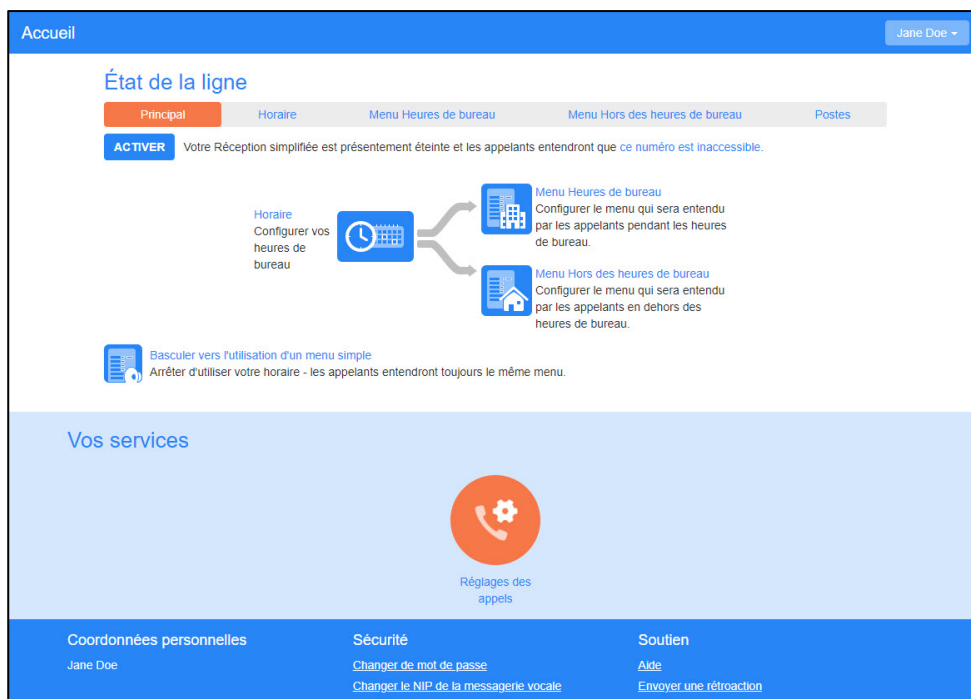 Accueil
Jane Doe
État de la ligne
Principal
Horaire
Menu Heures de bureau
Menu Hors des heures de bureau
Postes
ACTIVER
Votre Réception simplifiée est présentement éteinte et les appelants entendront que ce numéro est inaccessible.
Horaire
Configurer vos
heures de
bureau
Menu Heures de bureau
Configurer le menu qui sera entendu
par les appelants pendant les heures
de bureau.
Menu Hors des heures de bureau
Configurer le menu qui sera entendu
par les appelants en dehors des
heures de bureau.
Basculer vers l'utilisation d'un menu simple
Arrêter d'utiliser votre horaire - les appelants entendront toujours le même menu.
Vos services
Réglages des
appels
Coordonnées personnelles
Jane Doe
Sécurité
Changer de mot de passe
Changer le NIP de la messagerie vocale
Soutien
Aide
Envoyer une rétroaction